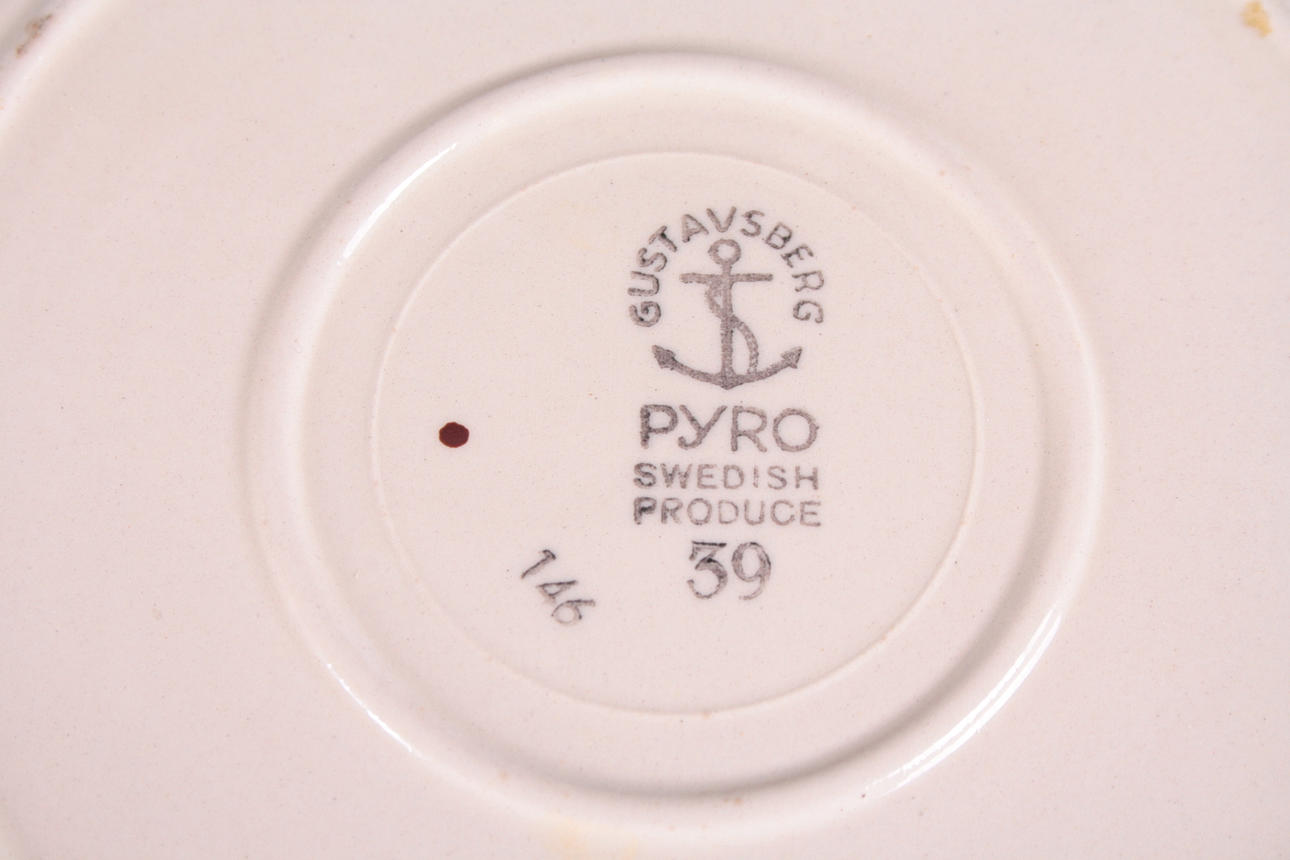 GUSTAVSBERG
PYRO
SWEDISH
PRODUCE
39
146